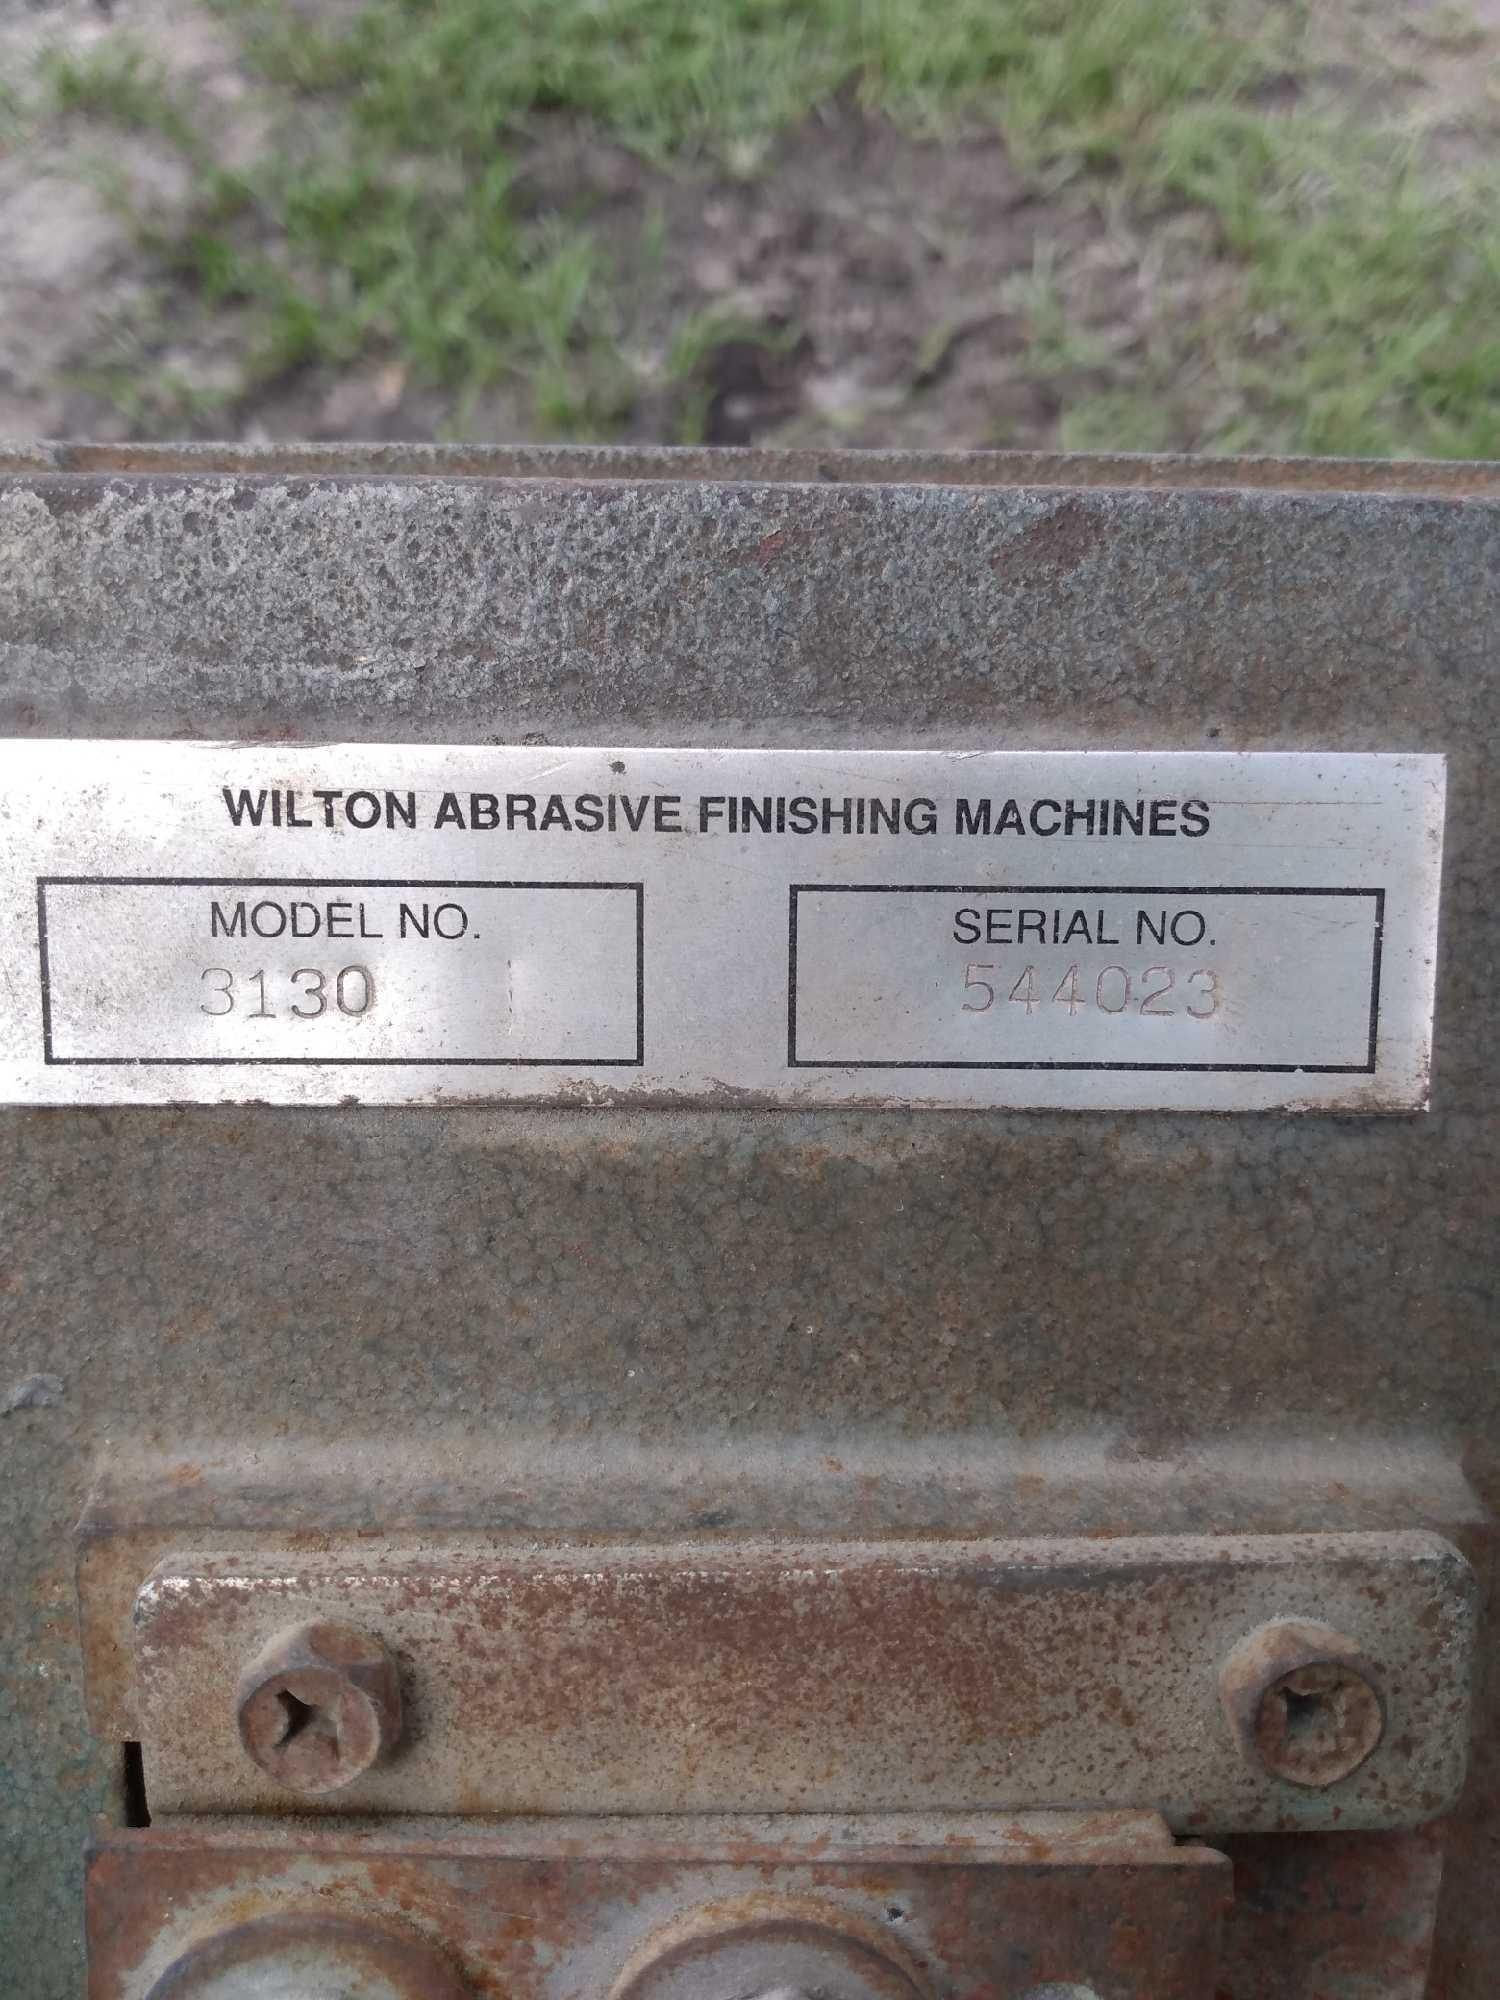 WILTON ABRASIVE FINISHING MACHINES
MODEL NO.
3130
SERIAL NO.
544023